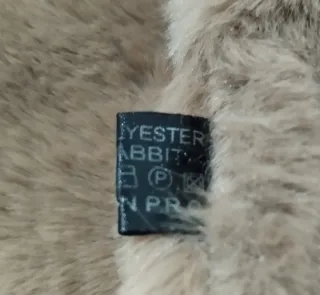 YESTER
ABBIT
P
N PRO